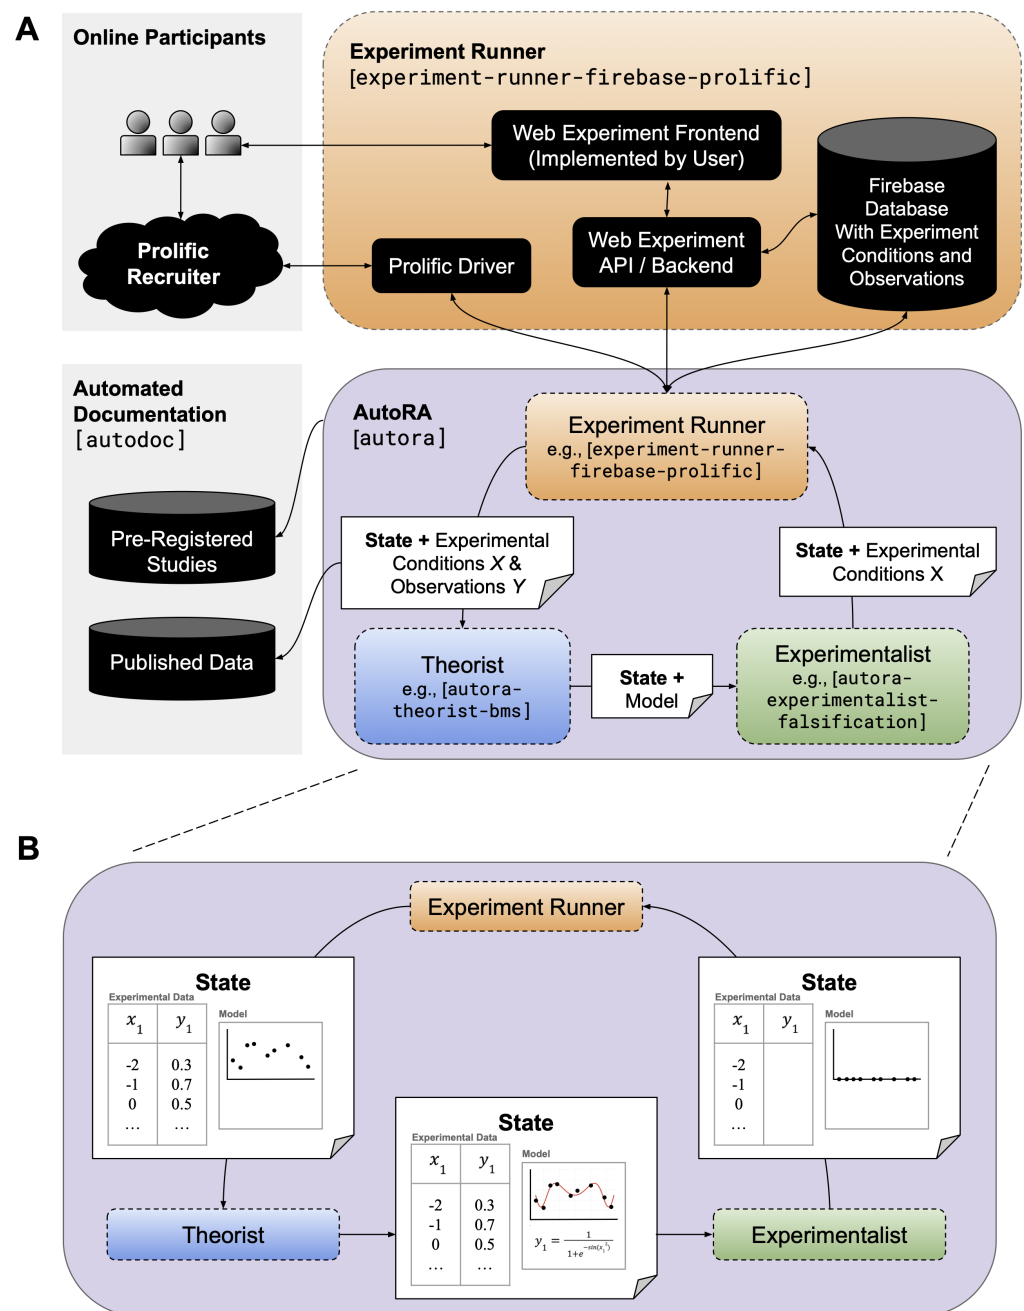 A
Online Participants
Prolific
Recruiter
Experiment Runner
[experiment-runner-firebase-prolific]
Web Experiment Frontend
(Implemented by User)
Web Experiment
API / Backend
Prolific Driver
Firebase
Database
With Experiment
Conditions and
Observations
Automated
Documentation
[autodoc]
Pre-Registered
Studies
Published Data
AutoRA
[autora]
Experiment Runner
e.g., [experiment-runner-
firebase-prolific]
State + Experimental
Conditions X &
Observations Y
State + Experimental
Conditions X
Theorist
e.g., [autora-
theorist-bms]
State +
Model
Experimentalist
e.g., [autora-
experimentalist-
falsification]
B
Experiment Runner
State
Experimental Data
x₁ y₁
-2 0.3
-1 0.7
0 0.5
… …
Model
State
Experimental Data
x₁ y₁
-2
-1
0
…
Model
State
Experimental Data
x₁ y₁
-2 0.3
-1 0.7
0 0.5
… …
Model
y₁ = 1 / (1+e^(-sin(x₁²)))
Theorist
Experimentalist